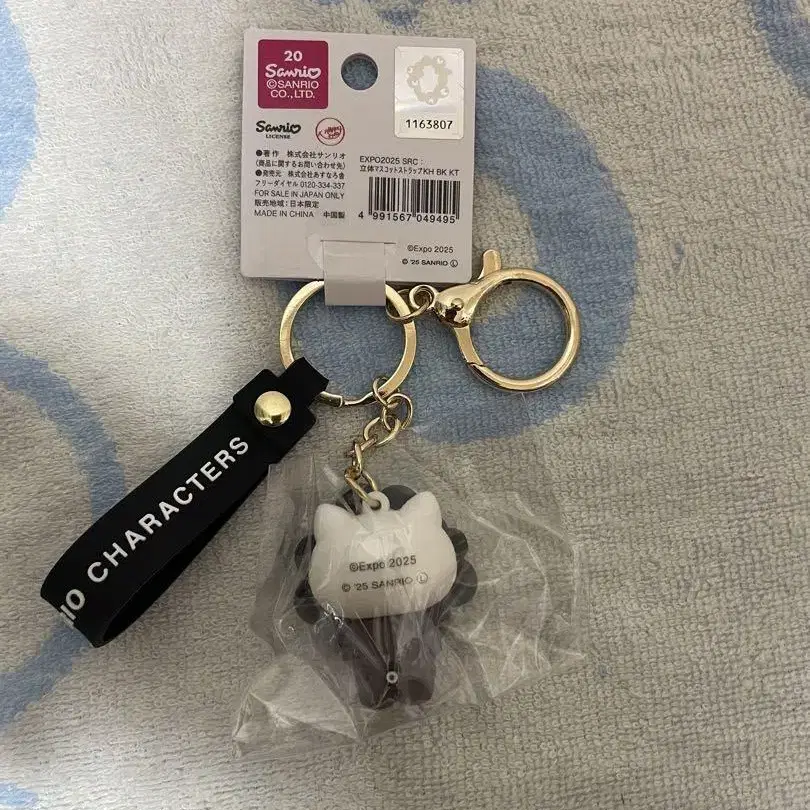 20
Sanrio
©SANRIO
CO.,LTD.
1163807
Sanrio
LICENSE
●著作 株式会社サンリオ
(商品に関するお問い合わせ先)
●発売元 株式会社あすなろ舎
フリーダイヤル 0120-334-337
FOR SALE IN JAPAN ONLY
販売地域:日本限定
MADE IN CHINA 中国製
EXPO2025 SRC:
立体マスコットストラップKH BK KT
4 991567 049495
©Expo 2025
© '25 SANRIO Ⓛ
IO CHARACTERS
©Expo 2025
© '25 SANRIO Ⓛ